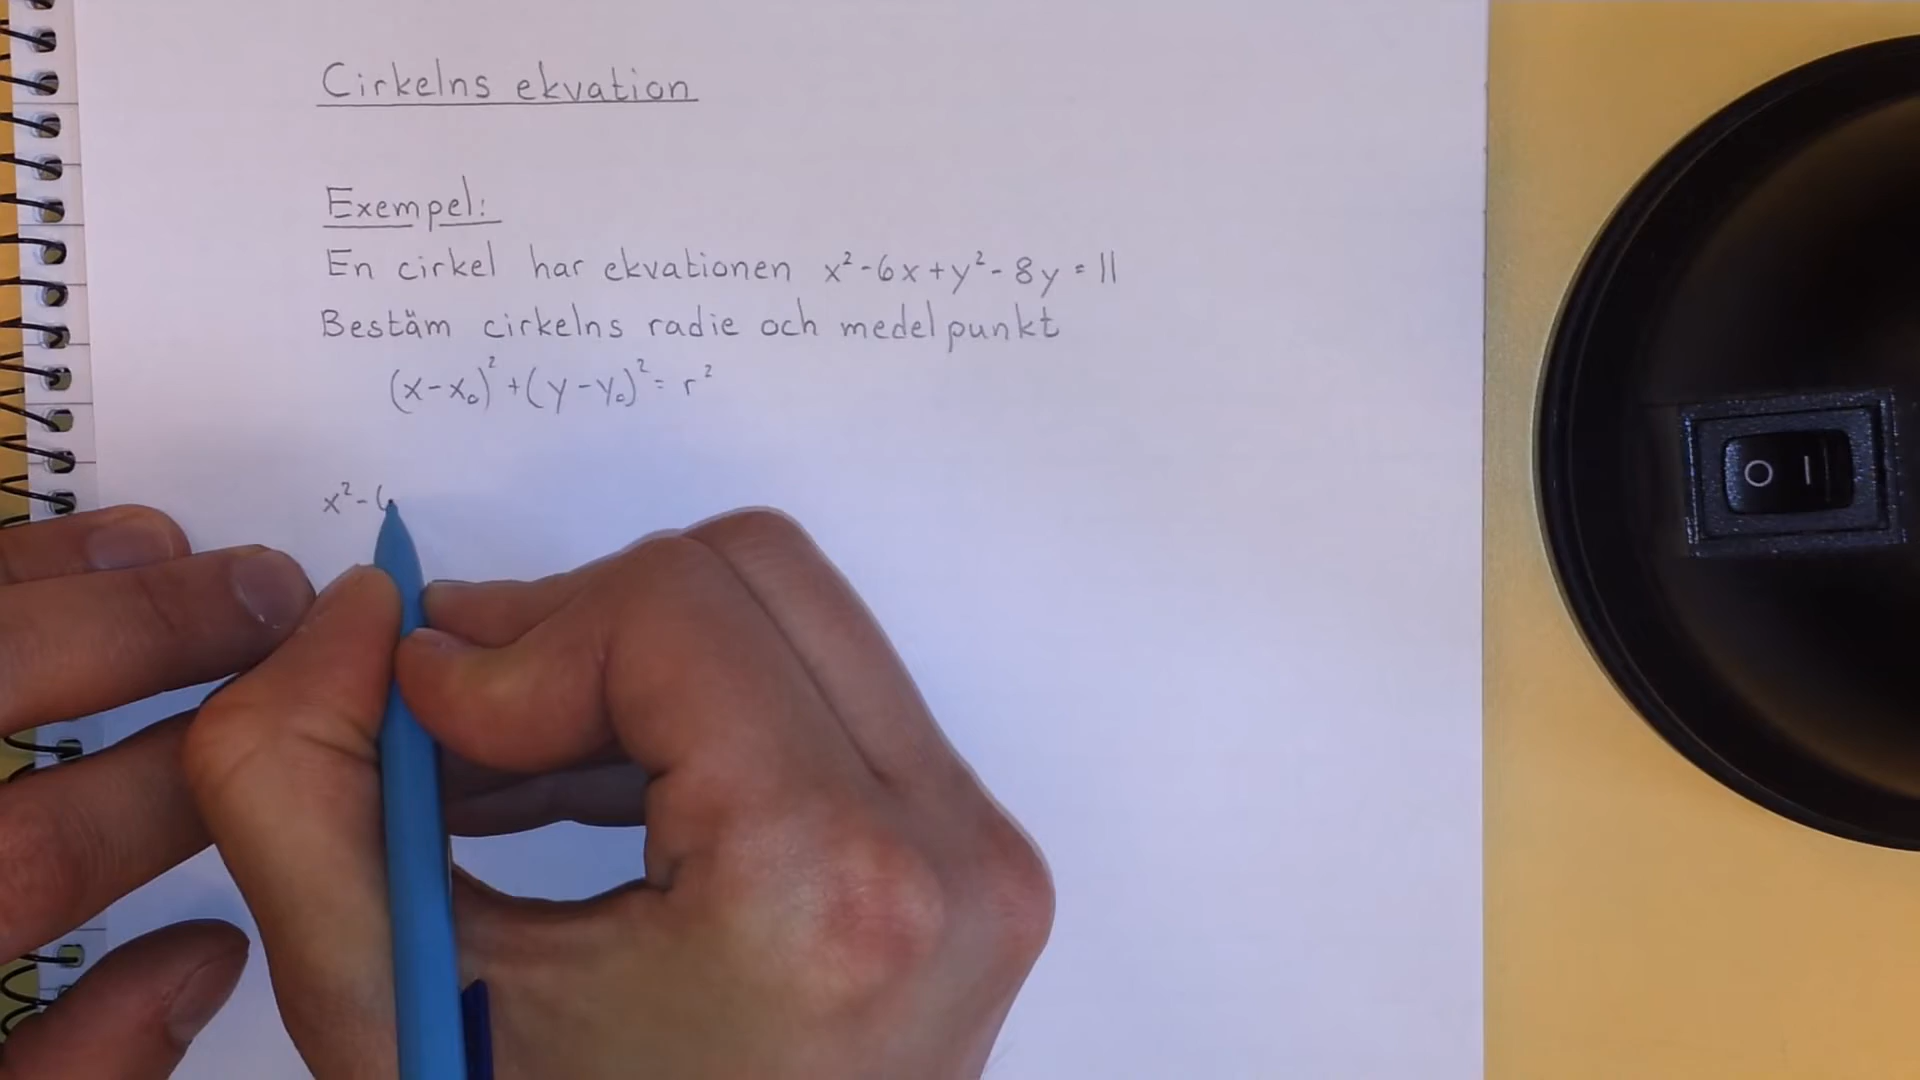 Cirkelns ekvation
Exempel:
En cirkel har ekvationen x²-6x+y²-8y=11
Bestäm cirkelns radie och medelpunkt
(x-x₀)²+(y-y₀)²=r²
x²-6
O I